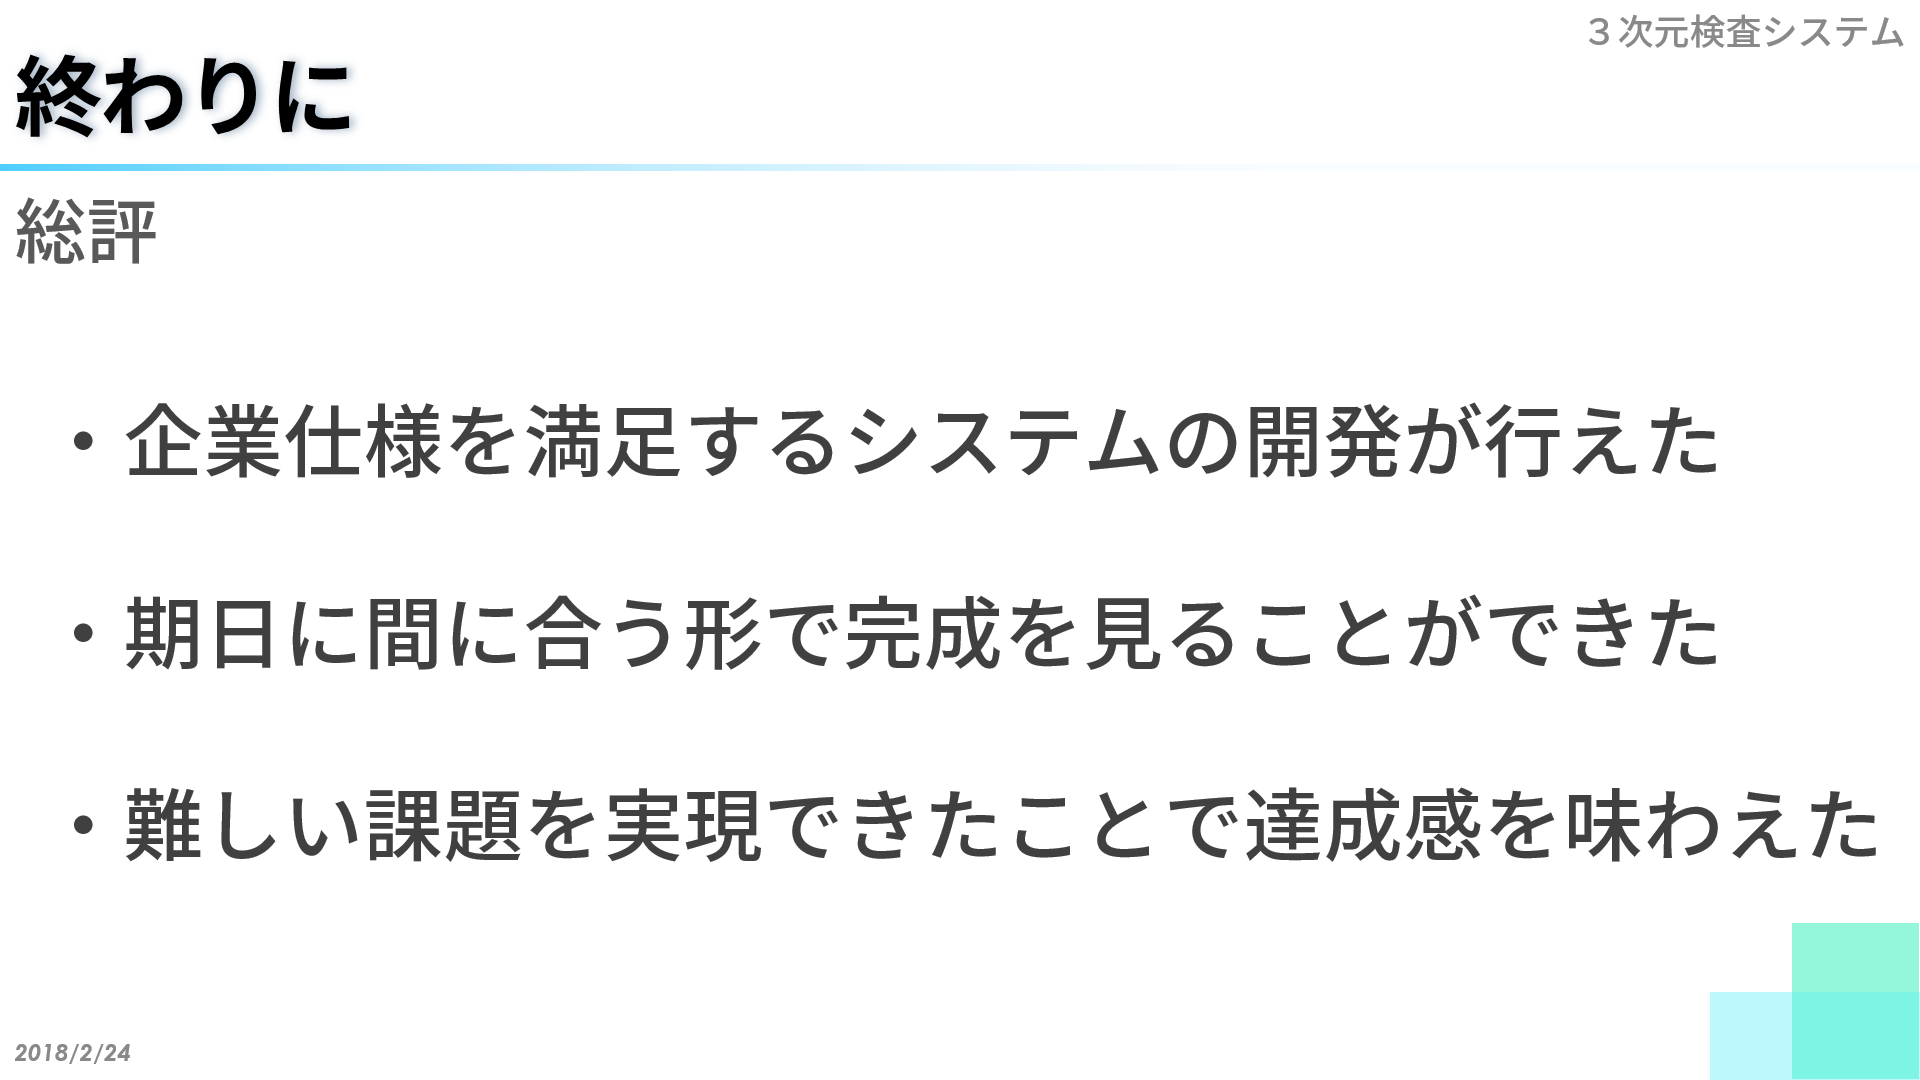 ３次元検査システム
終わりに
総評
・企業仕様を満足するシステムの開発が行えた
・期日に間に合う形で完成を見ることができた
・難しい課題を実現できたことで達成感を味わえた
2018/2/24